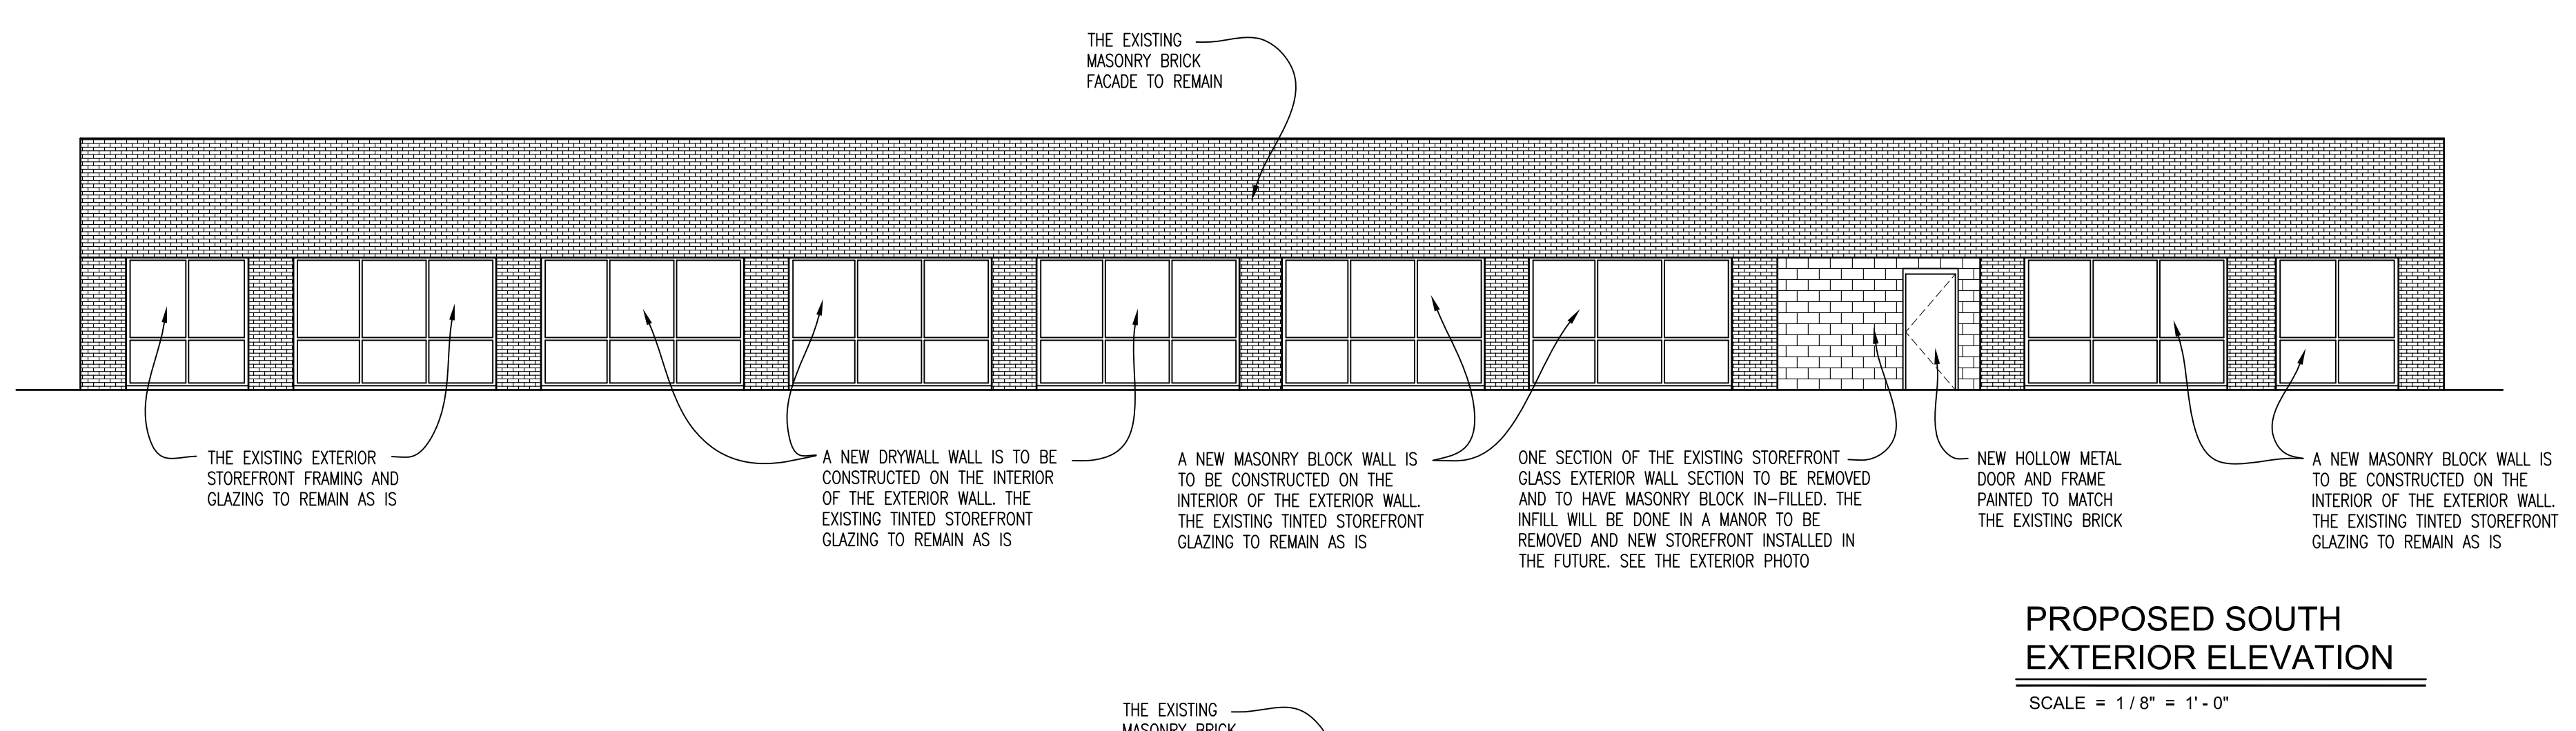 THE EXISTING
MASONRY BRICK
FACADE TO REMAIN
THE EXISTING EXTERIOR
STOREFRONT FRAMING AND
GLAZING TO REMAIN AS IS
A NEW DRYWALL WALL IS TO BE
CONSTRUCTED ON THE INTERIOR
OF THE EXTERIOR WALL. THE
EXISTING TINTED STOREFRONT
GLAZING TO REMAIN AS IS
A NEW MASONRY BLOCK WALL IS
TO BE CONSTRUCTED ON THE
INTERIOR OF THE EXTERIOR WALL.
THE EXISTING TINTED STOREFRONT
GLAZING TO REMAIN AS IS
ONE SECTION OF THE EXISTING STOREFRONT
GLASS EXTERIOR WALL SECTION TO BE REMOVED
AND TO HAVE MASONRY BLOCK IN-FILLED. THE
INFILL WILL BE DONE IN A MANOR TO BE
REMOVED AND NEW STOREFRONT INSTALLED IN
THE FUTURE. SEE THE EXTERIOR PHOTO
NEW HOLLOW METAL
DOOR AND FRAME
PAINTED TO MATCH
THE EXISTING BRICK
A NEW MASONRY BLOCK WALL IS
TO BE CONSTRUCTED ON THE
INTERIOR OF THE EXTERIOR WALL.
THE EXISTING TINTED STOREFRONT
GLAZING TO REMAIN AS IS
PROPOSED SOUTH
EXTERIOR ELEVATION
SCALE = 1 / 8" = 1' - 0"
THE EXISTING
MASONRY BRICK